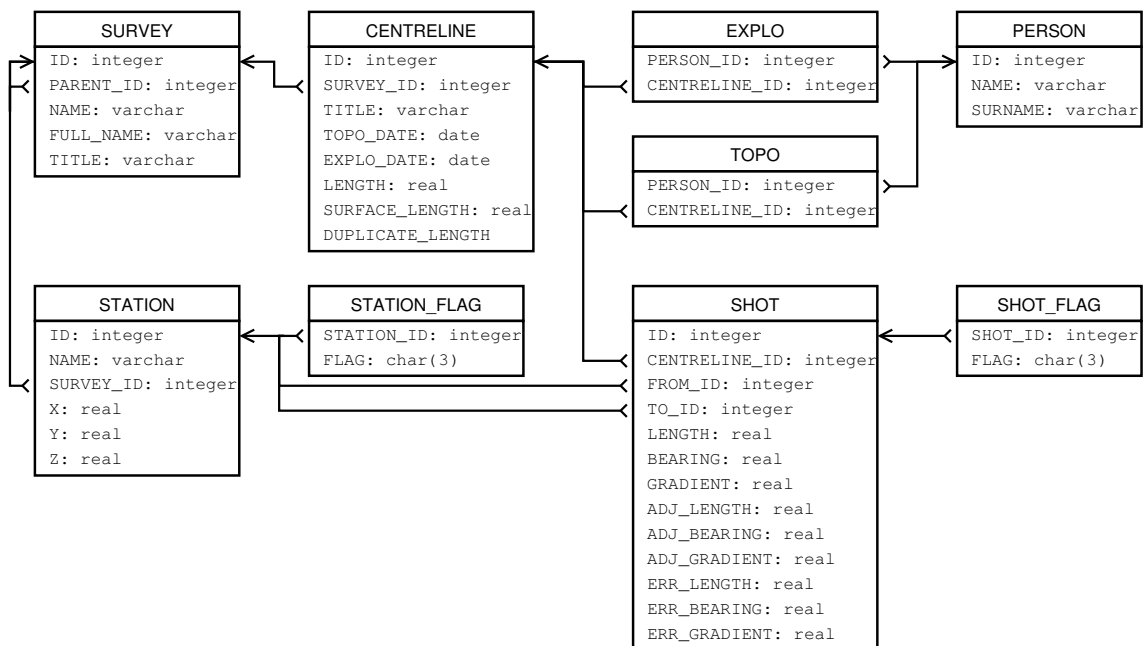 SURVEY
ID: integer
PARENT_ID: integer
NAME: varchar
FULL_NAME: varchar
TITLE: varchar
CENTRELINE
ID: integer
SURVEY_ID: integer
TITLE: varchar
TOPO_DATE: date
EXPLO_DATE: date
LENGTH: real
SURFACE_LENGTH: real
DUPLICATE_LENGTH
EXPLO
PERSON_ID: integer
CENTRELINE_ID: integer
PERSON
ID: integer
NAME: varchar
SURNAME: varchar
TOPO
PERSON_ID: integer
CENTRELINE_ID: integer
STATION
ID: integer
NAME: varchar
SURVEY_ID: integer
X: real
Y: real
Z: real
STATION_FLAG
STATION_ID: integer
FLAG: char(3)
SHOT
ID: integer
CENTRELINE_ID: integer
FROM_ID: integer
TO_ID: integer
LENGTH: real
BEARING: real
GRADIENT: real
ADJ_LENGTH: real
ADJ_BEARING: real
ADJ_GRADIENT: real
ERR_LENGTH: real
ERR_BEARING: real
ERR_GRADIENT: real
SHOT_FLAG
SHOT_ID: integer
FLAG: char(3)